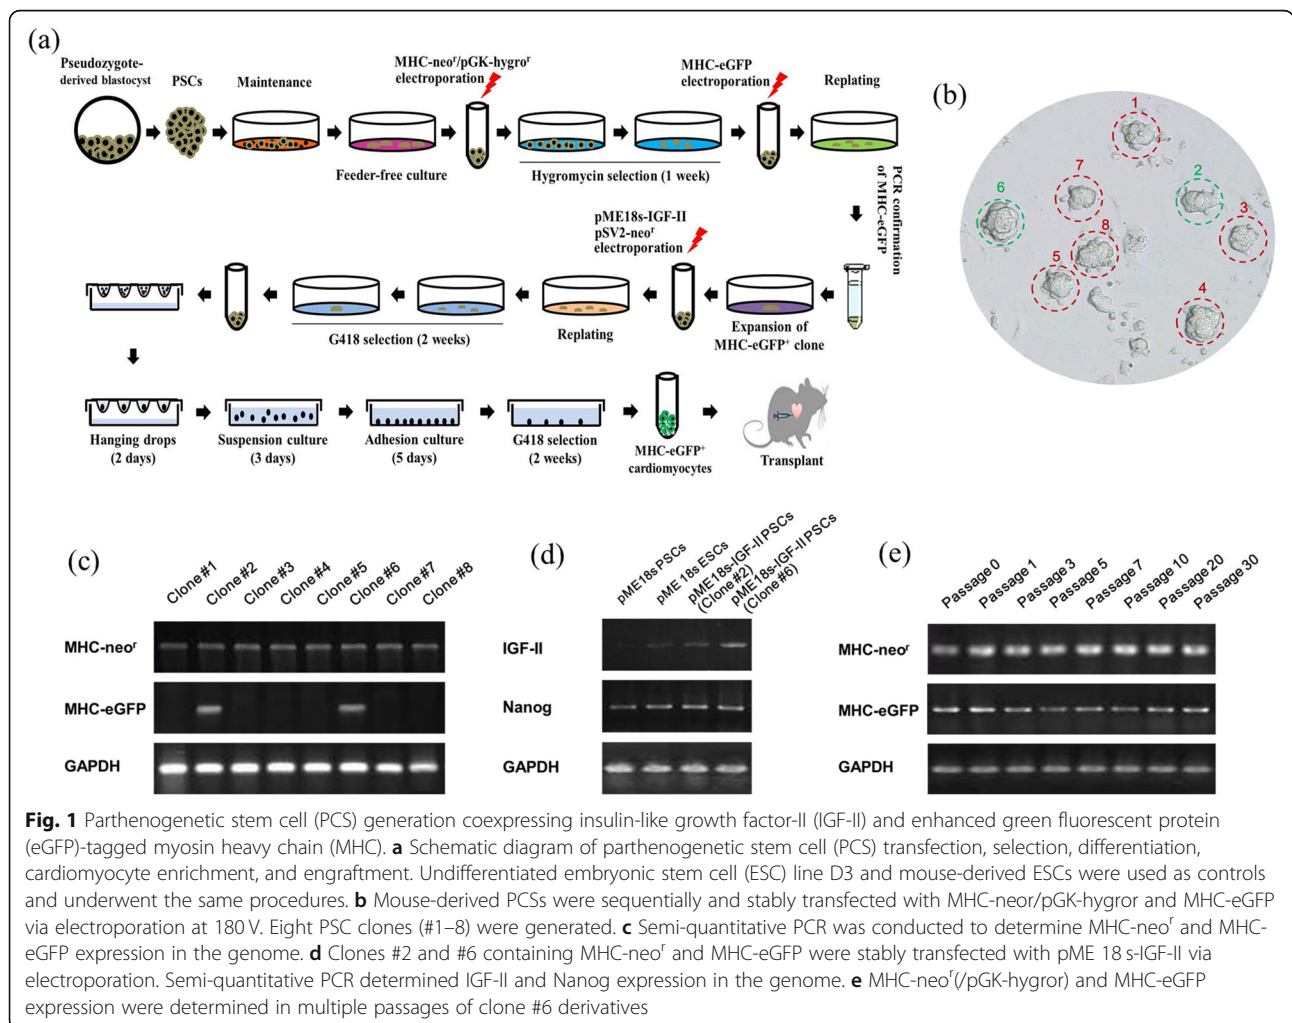 (a)
Pseudozygote-
derived blastocyst
PSCs
Maintenance
Feeder-free culture
MHC-neoʳ/pGK-hygroʳ
electroporation
Hygromycin selection (1 week)
MHC-eGFP
electroporation
Replating
PCR confirmation
of MHC-eGFP
Expansion of
MHC-eGFP⁺ clone
pME18s-IGF-II
pSV2-neoʳ
electroporation
Replating
G418 selection (2 weeks)
Hanging drops
(2 days)
Suspension culture
(3 days)
Adhesion culture
(5 days)
G418 selection
(2 weeks)
MHC-eGFP⁺
cardiomyocytes
Transplant
(b)
1
2
3
4
5
6
7
8
(c)
Clone #1
Clone #2
Clone #3
Clone #4
Clone #5
Clone #6
Clone #7
Clone #8
MHC-neoʳ
MHC-eGFP
GAPDH
(d)
pME18s PSCs
pME 18s ESCs
pME18s-IGF-II PSCs
(Clone #2)
pME18s-IGF-II PSCs
(Clone #6)
IGF-II
Nanog
GAPDH
(e)
Passage 0
Passage 1
Passage 3
Passage 5
Passage 7
Passage 10
Passage 20
Passage 30
MHC-neoʳ
MHC-eGFP
GAPDH
Fig. 1 Parthenogenetic stem cell (PCS) generation coexpressing insulin-like growth factor-II (IGF-II) and enhanced green fluorescent protein
(eGFP)-tagged myosin heavy chain (MHC). a Schematic diagram of parthenogenetic stem cell (PCS) transfection, selection, differentiation,
cardiomyocyte enrichment, and engraftment. Undifferentiated embryonic stem cell (ESC) line D3 and mouse-derived ESCs were used as controls
and underwent the same procedures. b Mouse-derived PCSs were sequentially and stably transfected with MHC-neor/pGK-hygror and MHC-eGFP
via electroporation at 180 V. Eight PSC clones (#1–8) were generated. c Semi-quantitative PCR was conducted to determine MHC-neoʳ and MHC-
eGFP expression in the genome. d Clones #2 and #6 containing MHC-neoʳ and MHC-eGFP were stably transfected with pME 18 s-IGF-II via
electroporation. Semi-quantitative PCR determined IGF-II and Nanog expression in the genome. e MHC-neoʳ(/pGK-hygror) and MHC-eGFP
expression were determined in multiple passages of clone #6 derivatives